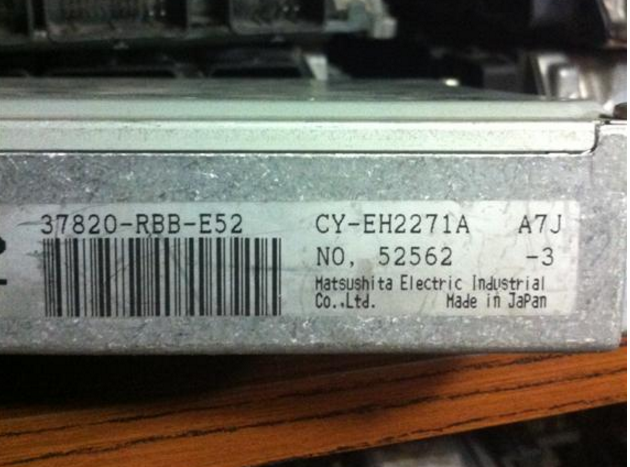 37820-RBB-E52 CY-EH2271A A7J
NO, 52562 -3
Matsushita Electric Industrial
Co.,Ltd. Made in Japan